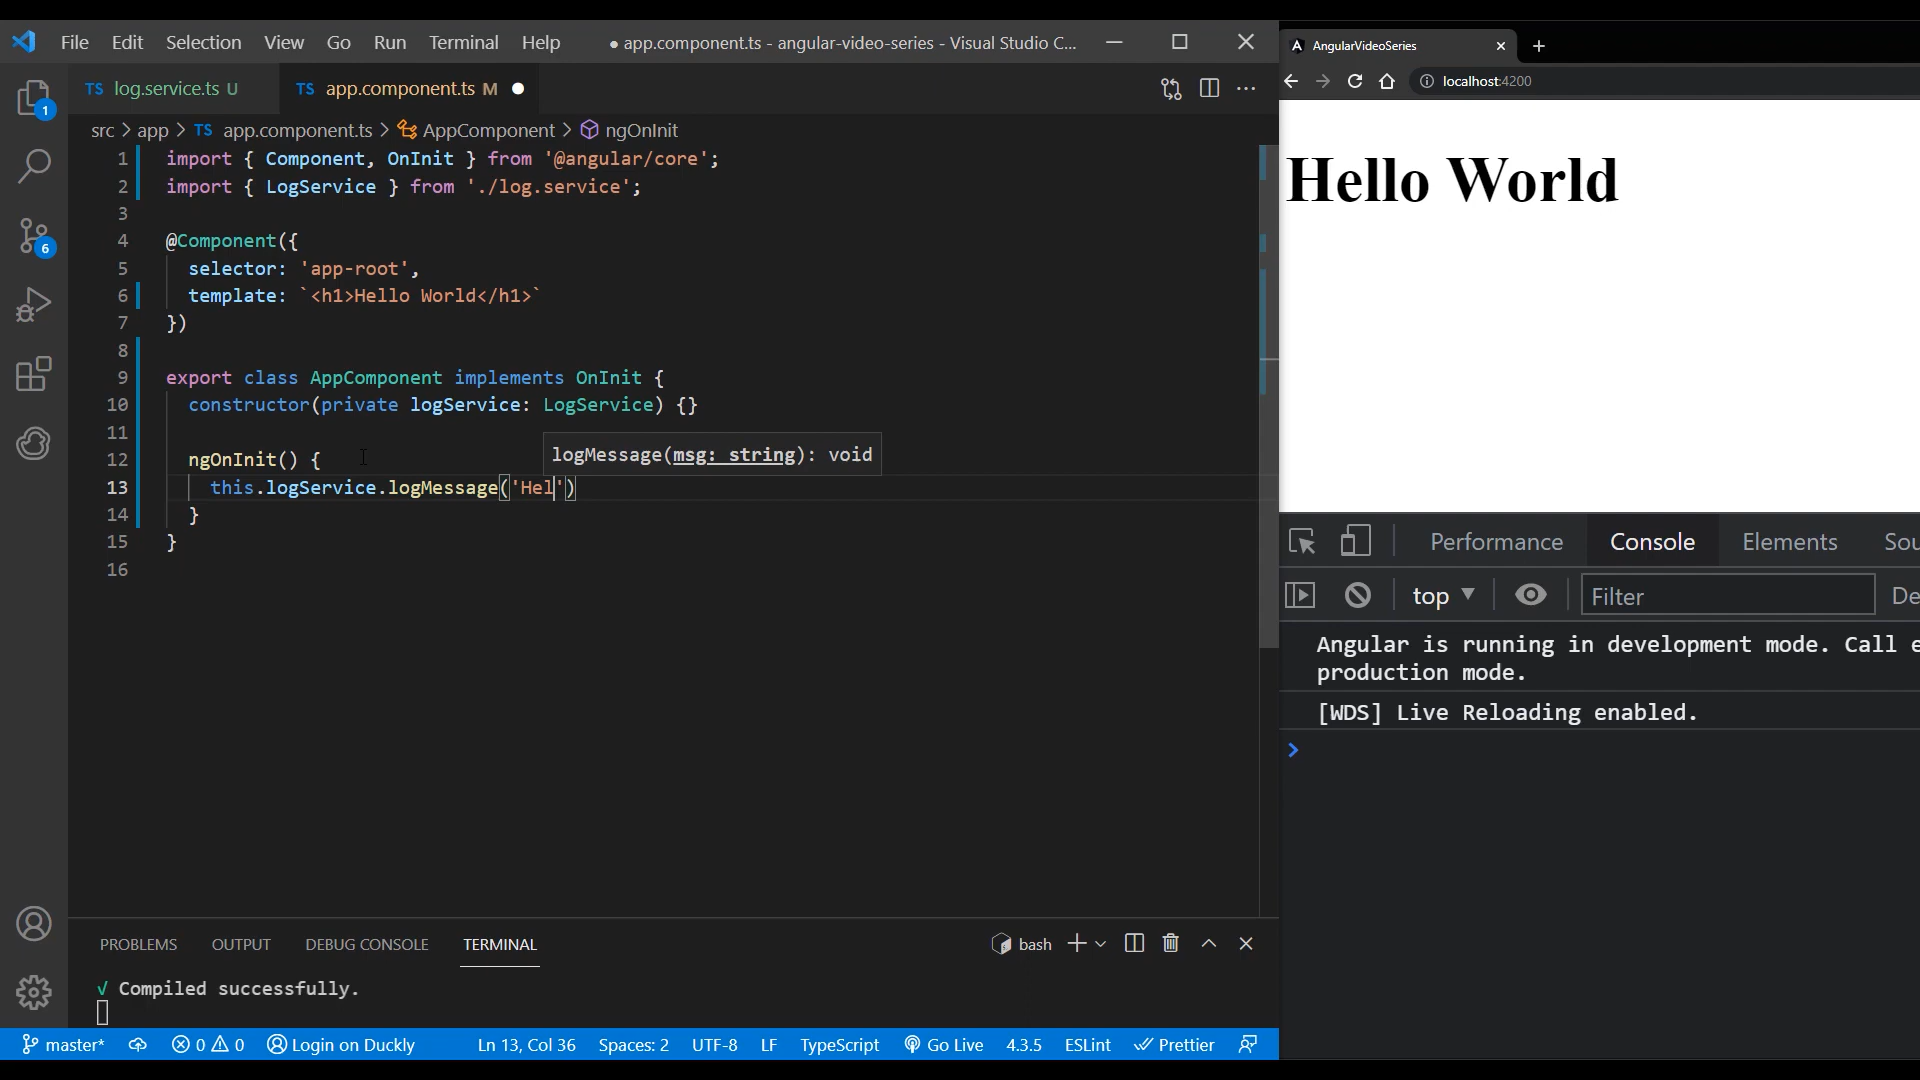 File Edit Selection View Go Run Terminal Help ● app.component.ts - angular-video-series - Visual Studio C...
TS log.service.ts U TS app.component.ts M
src > app > TS app.component.ts > AppComponent > ngOnInit
1 import { Component, OnInit } from '@angular/core';
2 import { LogService } from './log.service';
3
4 @Component({
5 selector: 'app-root',
6 template: `<h1>Hello World</h1>`
7 })
8
9 export class AppComponent implements OnInit {
10 constructor(private logService: LogService) {}
11
logMessage(msg: string): void
12 ngOnInit() {
13 this.logService.logMessage('Hel')
14 }
15 }
16
1
6
PROBLEMS OUTPUT DEBUG CONSOLE TERMINAL bash
√ Compiled successfully.
master* 0 0 Login on Duckly Ln 13, Col 36 Spaces: 2 UTF-8 LF TypeScript Go Live 4.3.5 ESLint Prettier
AngularVideoSeries
localhost:4200
Hello World
Performance Console Elements Sou
top Filter De
Angular is running in development mode. Call e
production mode.
[WDS] Live Reloading enabled.